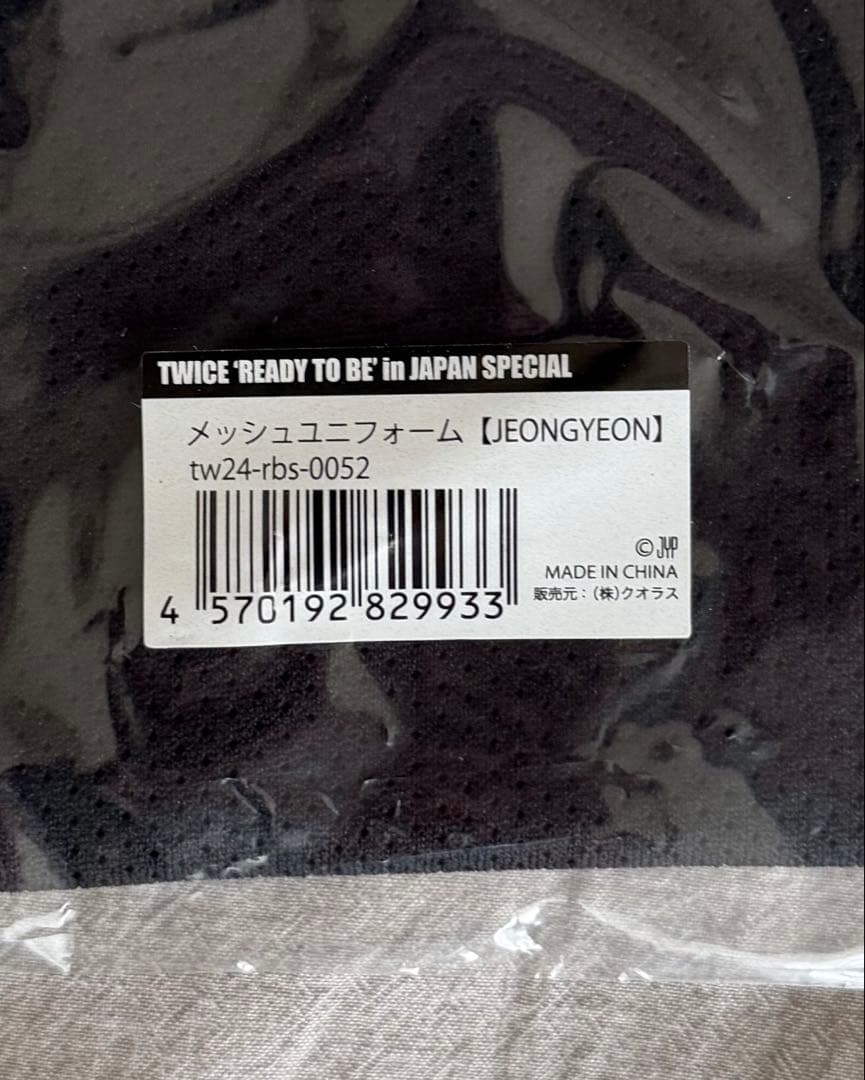 TWICE ‘READY TO BE’ in JAPAN SPECIAL
メッシュユニフォーム【JEONGYEON】
tw24-rbs-0052
4 570192 829933
© JYP
MADE IN CHINA
販売元：（株）クオラス